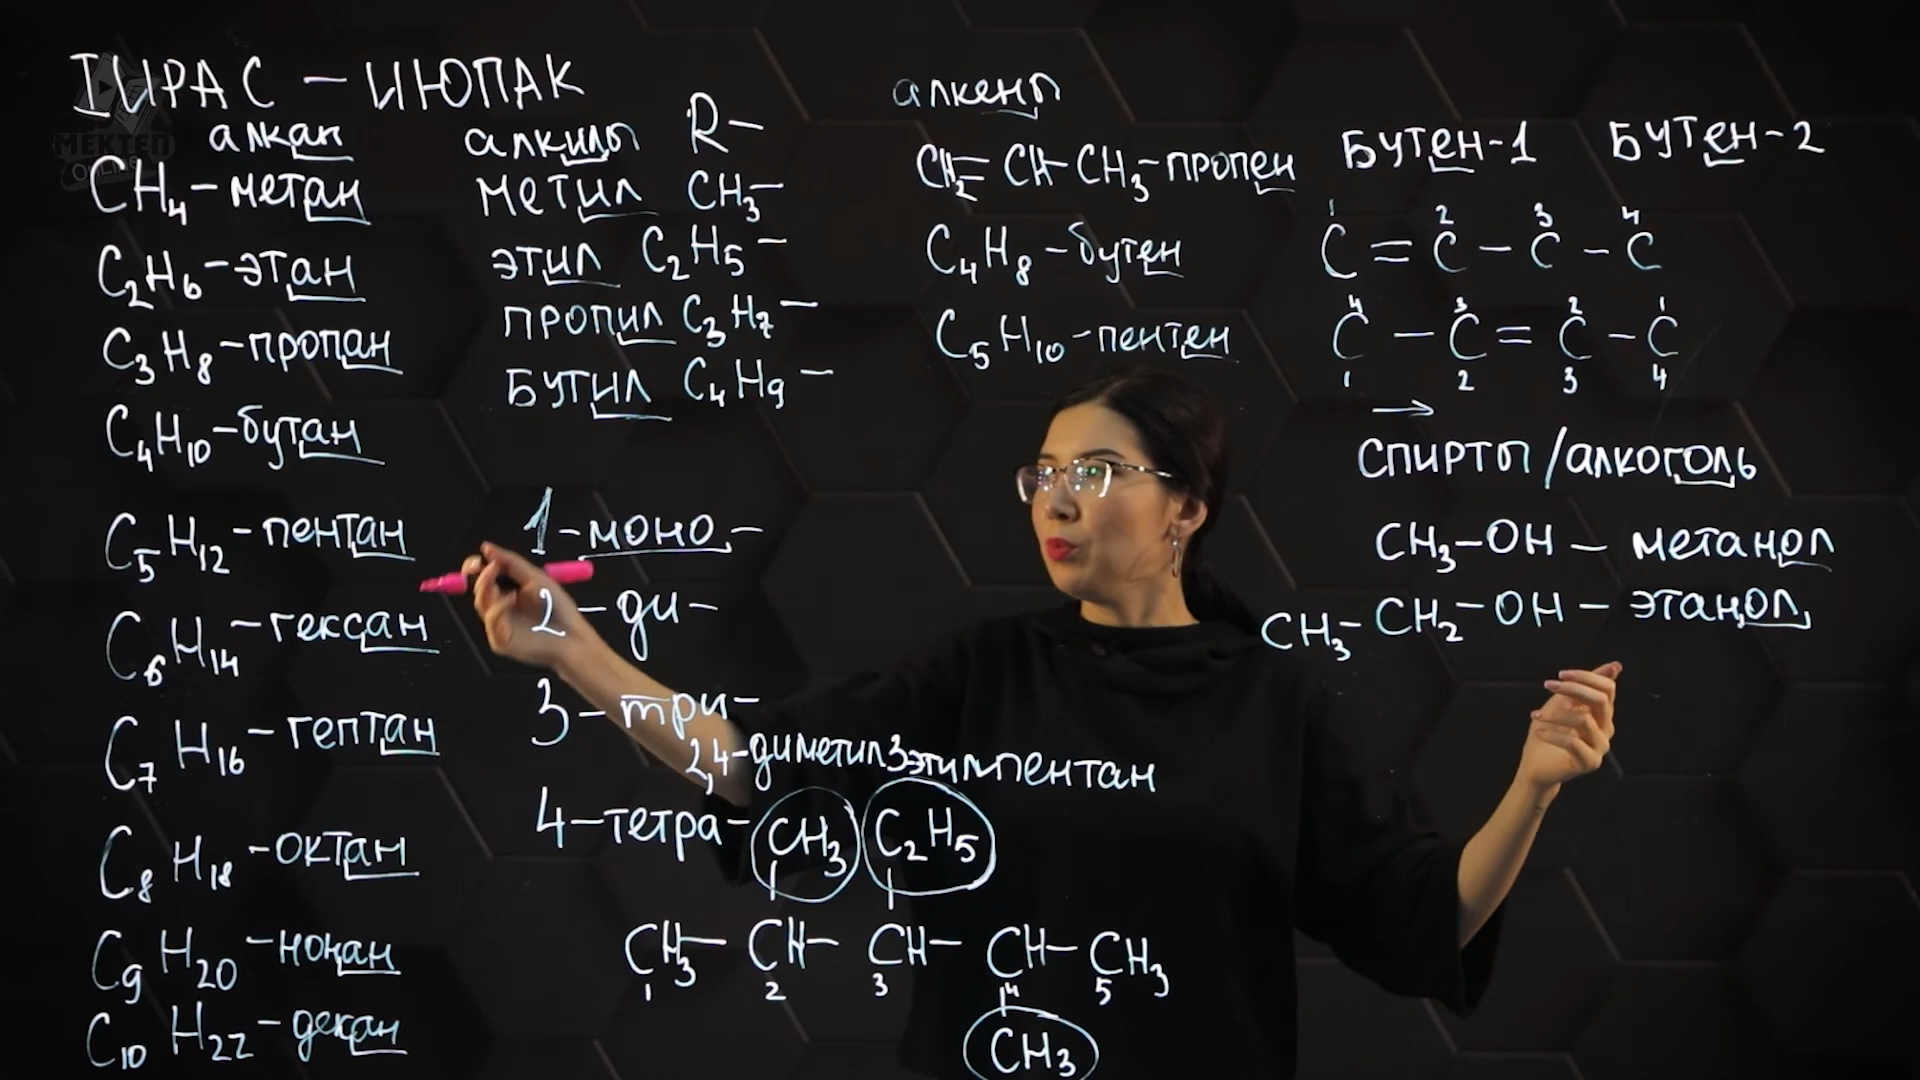 IUPAC – ИЮПАК
МЕКТЕП
Online
алкан
CH₄ – метан
C₂H₆ – этан
C₃H₈ – пропан
C₄H₁₀ – бутан
C₅H₁₂ – пентан
C₆H₁₄ – гексан
C₇H₁₆ – гептан
C₈H₁₈ – октан
C₉H₂₀ – нонан
C₁₀H₂₂ – декан
алкилы R–
метил CH₃–
этил C₂H₅–
пропил C₃H₇–
бутил C₄H₉–
1 – моно –
2 – ди –
3 – три –
4 – тетра –
2,4-диметил3этилпентан
CH₃ C₂H₅
CH₃ – CH – CH – CH – CH₃
1 2 3 4 5
CH₃
алкены
CH₂ = CH – CH₃ – пропен
C₄H₈ – бутен
C₅H₁₀ – пентен
БУТЕН-1 БУТЕН-2
1 2 3 4
C = C – C – C
4 3 2 1
C – C = C – C
1 2 3 4
→
СПИРТЫ / алкоголь
CH₃ – OH – метанол
CH₃ – CH₂ – OH – этанол